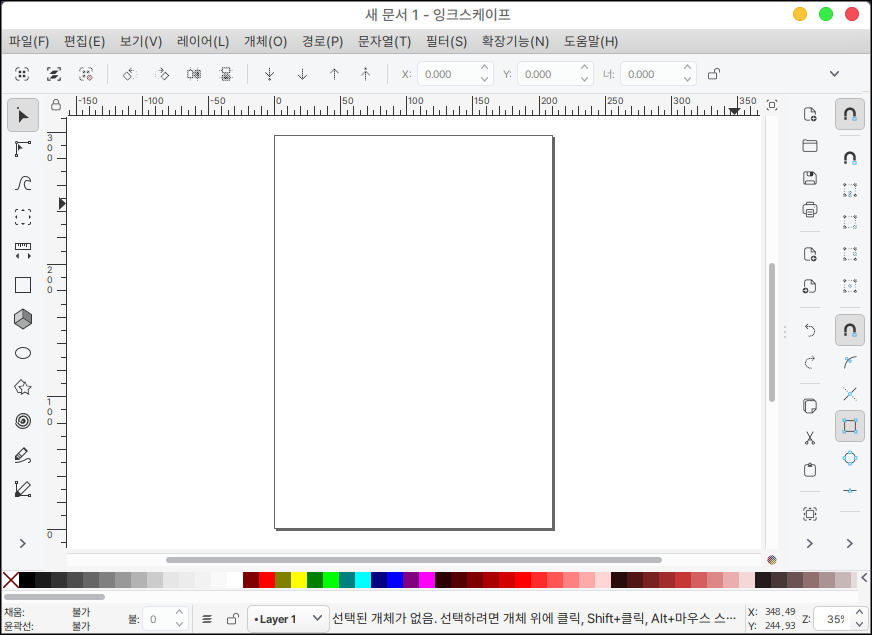 새 문서 1 - 잉크스케이프
파일(F) 편집(E) 보기(V) 레이어(L) 개체(O) 경로(P) 문자열(T) 필터(S) 확장기능(N) 도움말(H)
X: 0.000 Y: 0.000 너: 0.000
-150 -100 -50 0 50 100 150 200 250 300 350
300
200
100
0
채움: 불가 불: 0 • Layer 1 선택된 개체가 없음. 선택하려면 개체 위에 클릭, Shift+클릭, Alt+마우스 스… X: 348.49 Z: 35%
윤곽선: 불가 Y: 244.93